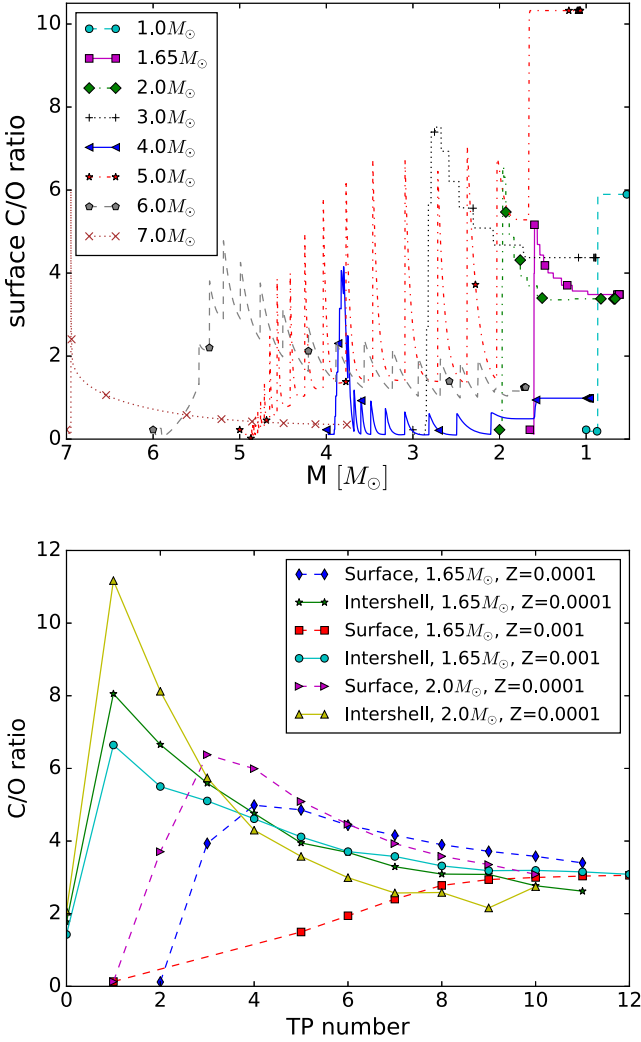 10
8
6
4
2
0
surface C/O ratio
1.0M☉
1.65M☉
2.0M☉
3.0M☉
4.0M☉
5.0M☉
6.0M☉
7.0M☉
7 6 5 4 3 2 1
M [M☉]
12
10
8
6
4
2
0
C/O ratio
Surface, 1.65M☉, Z=0.0001
Intershell, 1.65M☉, Z=0.0001
Surface, 1.65M☉, Z=0.001
Intershell, 1.65M☉, Z=0.001
Surface, 2.0M☉, Z=0.0001
Intershell, 2.0M☉, Z=0.0001
0 2 4 6 8 10 12
TP number